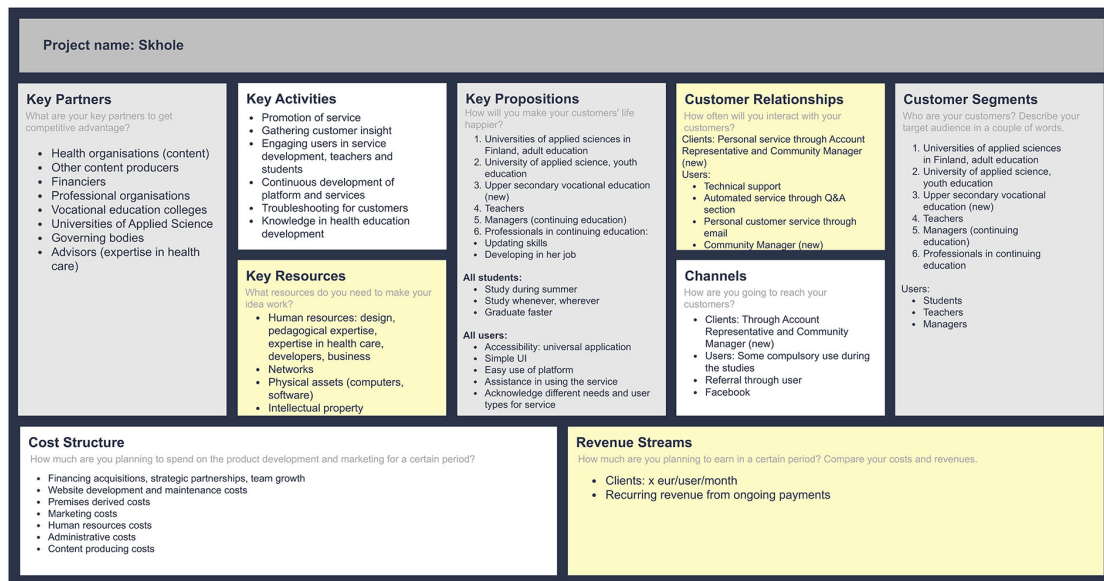 Project name: Skhole
Key Partners
What are your key partners to get
competitive advantage?
• Health organisations (content)
• Other content producers
• Financiers
• Professional organisations
• Vocational education colleges
• Universities of Applied Science
• Governing bodies
• Advisors (expertise in health
care)
Key Activities
• Promotion of service
• Gathering customer insight
• Engaging users in service
development, teachers and
students
• Continuous development of
platform and services
• Troubleshooting for customers
• Knowledge in health education
development
Key Resources
What resources do you need to make your
idea work?
• Human resources: design,
pedagogical expertise,
expertise in health care,
developers, business
• Networks
• Physical assets (computers,
software)
• Intellectual property
Key Propositions
How will you make your customers' life
happier?
1. Universities of applied sciences in
Finland, adult education
2. University of applied science, youth
education
3. Upper secondary vocational education
(new)
4. Teachers
5. Managers (continuing education)
6. Professionals in continuing education:
• Updating skills
• Developing in her job
All students:
• Study during summer
• Study whenever, wherever
• Graduate faster
All users:
• Accessibility: universal application
• Simple UI
• Easy use of platform
• Assistance in using the service
• Acknowledge different needs and user
types for service
Customer Relationships
How often will you interact with your
customers?
Clients: Personal service through Account
Representative and Community Manager
(new)
Users:
• Technical support
• Automated service through Q&A
section
• Personal customer service through
email
• Community Manager (new)
Channels
How are you going to reach your
customers?
• Clients: Through Account
Representative and Community
Manager (new)
• Users: Some compulsory use during
the studies
• Referral through user
• Facebook
Customer Segments
Who are your customers? Describe your
target audience in a couple of words.
1. Universities of applied sciences
in Finland, adult education
2. University of applied science,
youth education
3. Upper secondary vocational
education (new)
4. Teachers
5. Managers (continuing
education)
6. Professionals in continuing
education
Users:
• Students
• Teachers
• Managers
Cost Structure
How much are you planning to spend on the product development and marketing for a certain period?
• Financing acquisitions, strategic partnerships, team growth
• Website development and maintenance costs
• Premises derived costs
• Marketing costs
• Human resources costs
• Administrative costs
• Content producing costs
Revenue Streams
How much are you planning to earn in a certain period? Compare your costs and revenues.
• Clients: x eur/user/month
• Recurring revenue from ongoing payments